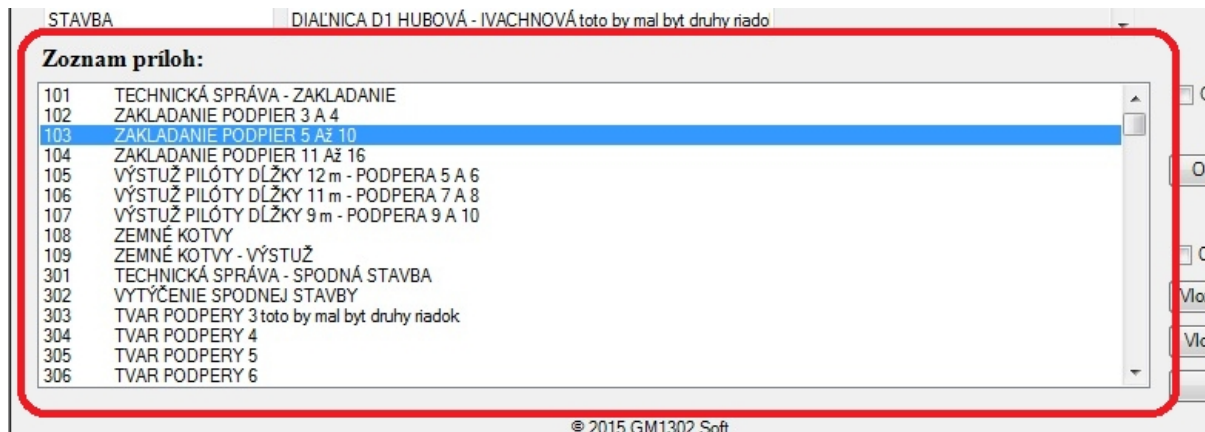 STAVBA DIAĽNICA D1 HUBOVÁ - IVACHNOVÁ toto by mal byt druhy riado
Zoznam príloh:
101 TECHNICKÁ SPRÁVA - ZAKLADANIE
102 ZAKLADANIE PODPIER 3 A 4
103 ZAKLADANIE PODPIER 5 Až 10
104 ZAKLADANIE PODPIER 11 Až 16
105 VÝSTUŽ PILÓTY DĹŽKY 12 m - PODPERA 5 A 6
106 VÝSTUŽ PILÓTY DĹŽKY 11 m - PODPERA 7 A 8
107 VÝSTUŽ PILÓTY DĹŽKY 9 m - PODPERA 9 A 10
108 ZEMNÉ KOTVY
109 ZEMNÉ KOTVY - VÝSTUŽ
301 TECHNICKÁ SPRÁVA - SPODNÁ STAVBA
302 VYTÝČENIE SPODNEJ STAVBY
303 TVAR PODPERY 3 toto by mal byt druhy riadok
304 TVAR PODPERY 4
305 TVAR PODPERY 5
306 TVAR PODPERY 6
© 2015 GM1302 Soft